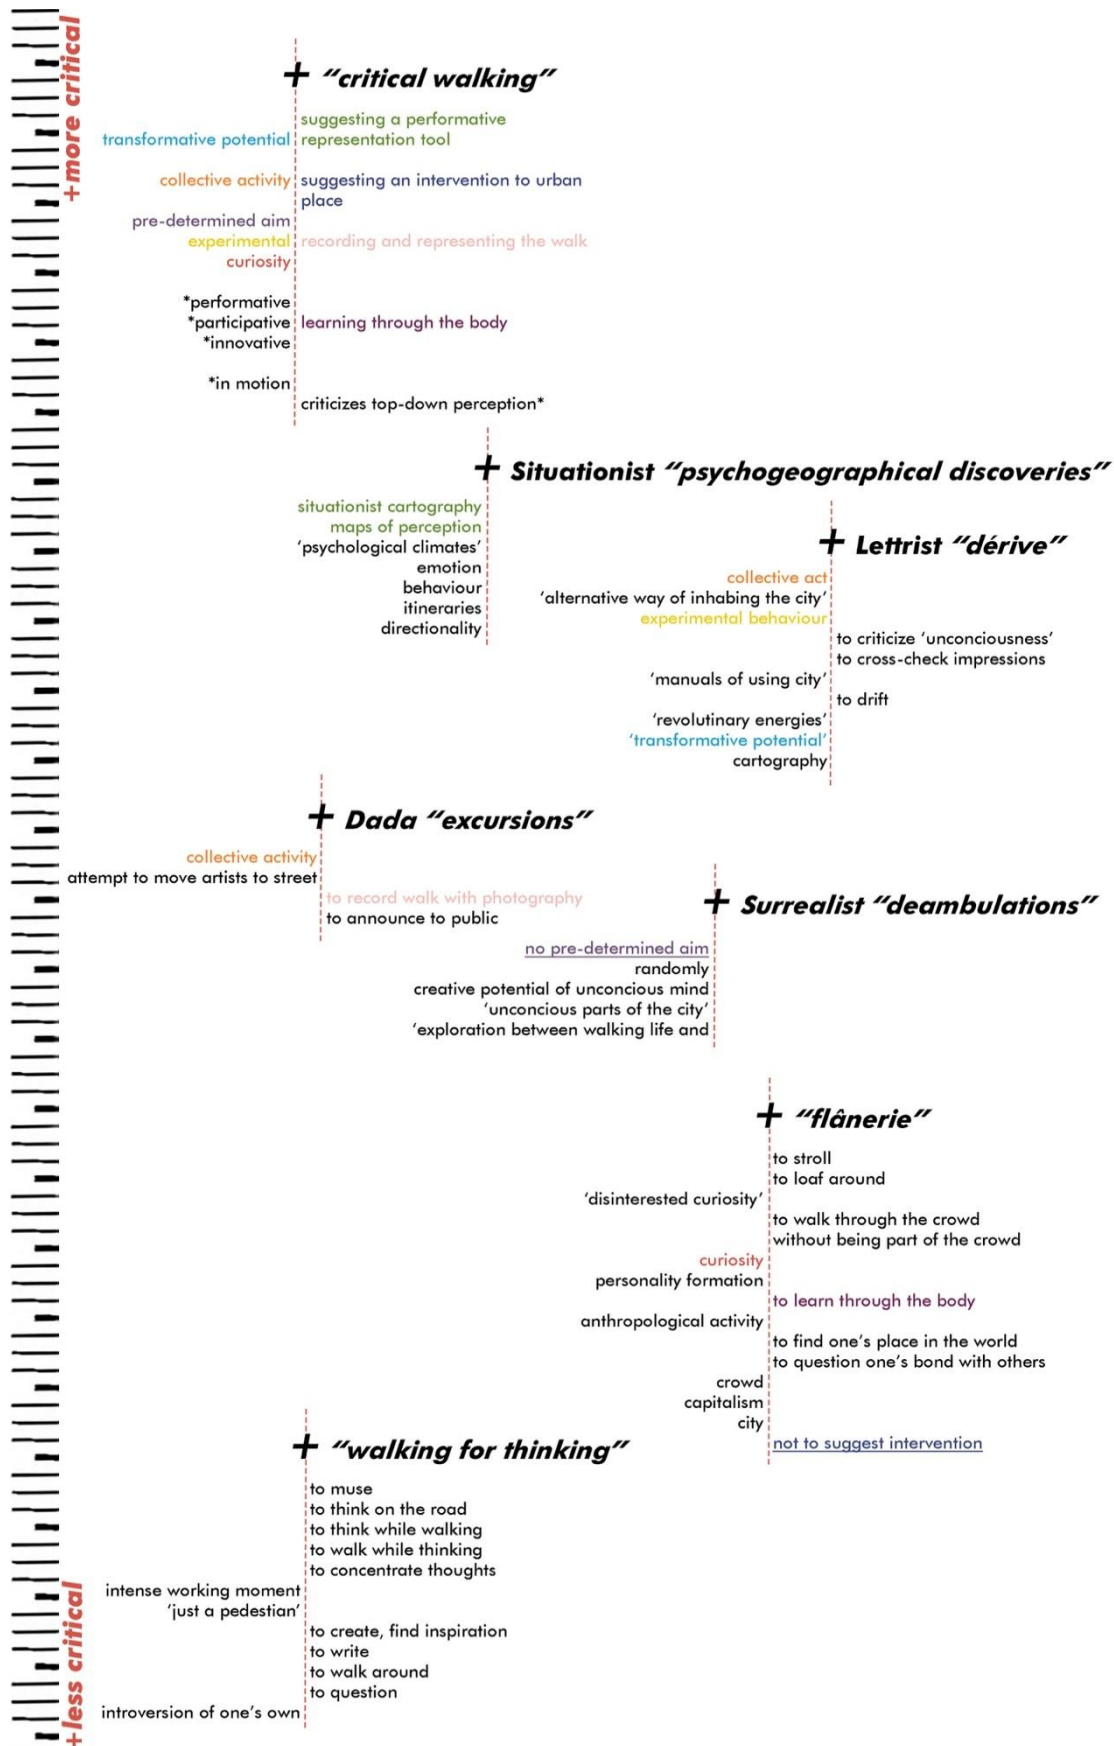 +more critical
+ “critical walking”
suggesting a performative
transformative potential representation tool
collective activity suggesting an intervention to urban
place
pre-determined aim
experimental recording and representing the walk
curiosity
*performative
*participative learning through the body
*innovative
*in motion
criticizes top-down perception*
+ Situationist “psychogeographical discoveries”
situationist cartography
maps of perception
‘psychological climates’
emotion
behaviour
itineraries
directionality
+ Lettrist “dérive”
collective act
‘alternative way of inhabing the city’
experimental behaviour
to criticize ‘unconciousness’
to cross-check impressions
‘manuals of using city’
to drift
‘revolutinary energies’
‘transformative potential’
cartography
+ Dada “excursions”
collective activity
attempt to move artists to street
to record walk with photography
to announce to public
+ Surrealist “deambulations”
no pre-determined aim
randomly
creative potential of unconcious mind
‘unconcious parts of the city’
‘exploration between walking life and
+ “flânerie”
to stroll
to loaf around
‘disinterested curiosity’
to walk through the crowd
without being part of the crowd
curiosity
personality formation
to learn through the body
anthropological activity
to find one’s place in the world
to question one’s bond with others
crowd
capitalism
city
not to suggest intervention
+ “walking for thinking”
to muse
to think on the road
to think while walking
to walk while thinking
to concentrate thoughts
intense working moment
‘just a pedestian’
to create, find inspiration
to write
to walk around
to question
introversion of one’s own
+less critical